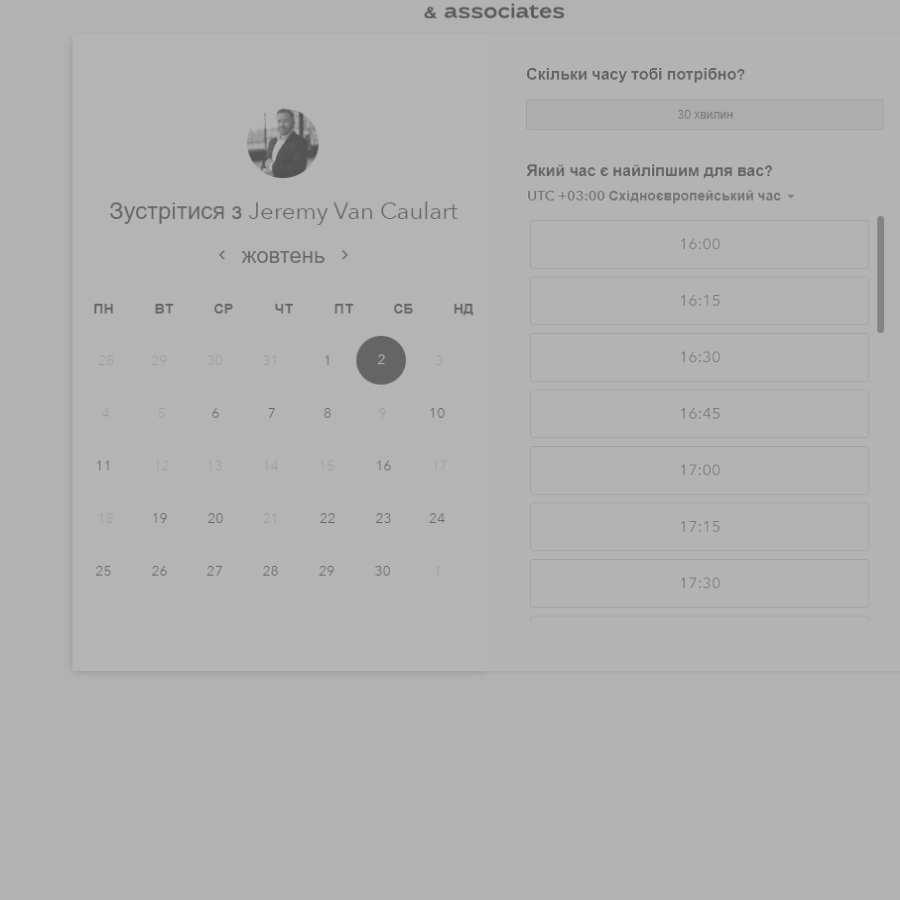 & associates
Зустрітися з Jeremy Van Caulart
жовтень
ПН ВТ СР ЧТ ПТ СБ НД
28 29 30 31 1 2 3
4 5 6 7 8 9 10
11 12 13 14 15 16 17
18 19 20 21 22 23 24
25 26 27 28 29 30 1
Скільки часу тобі потрібно?
30 хвилин
Який час є найліпшим для вас?
UTC +03:00 Східноєвропейський час
16:00
16:15
16:30
16:45
17:00
17:15
17:30